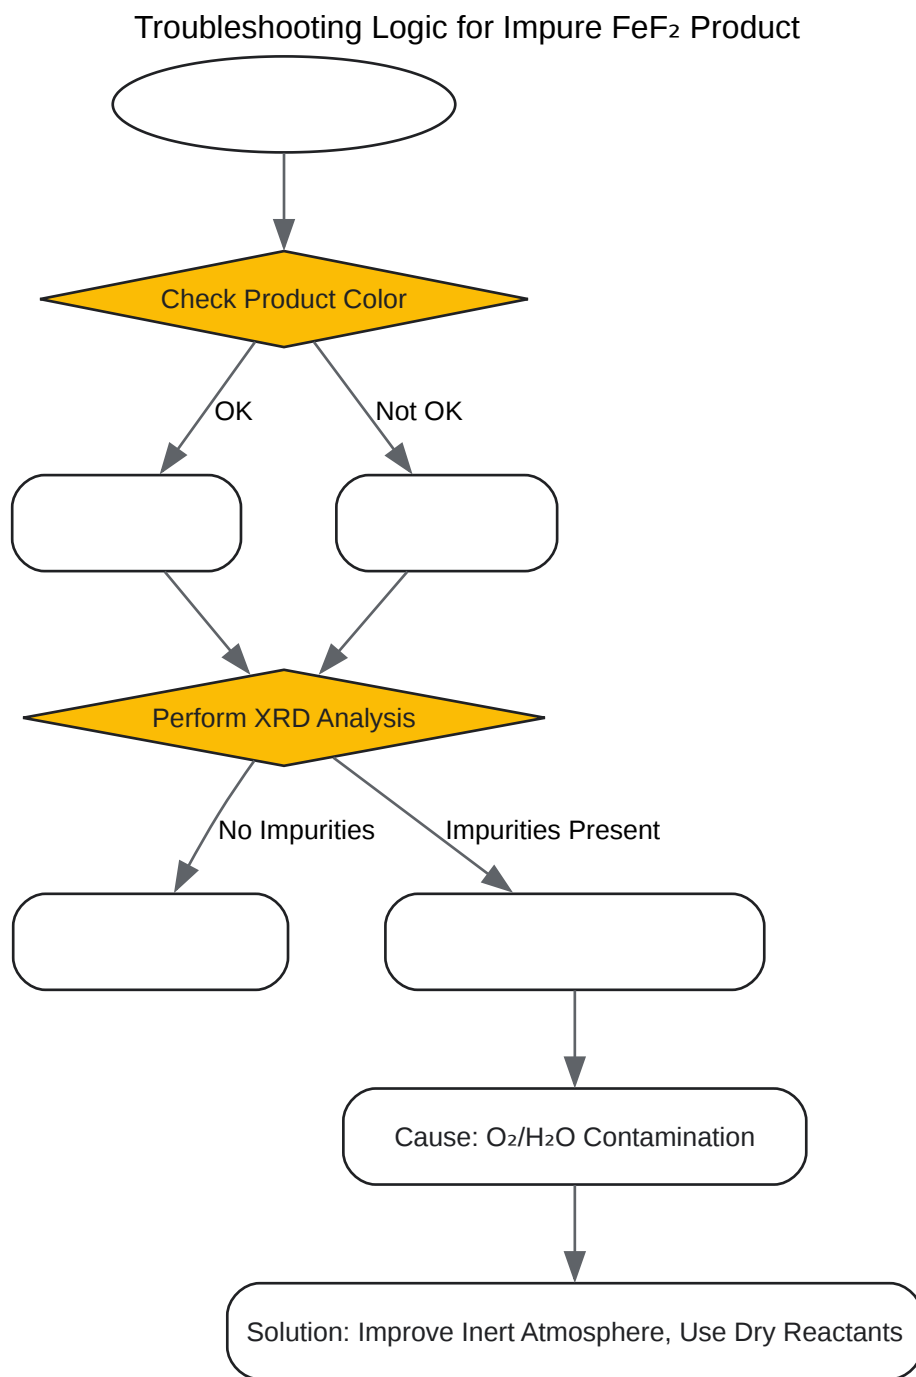 Troubleshooting Logic for Impure FeF₂ Product
Check Product Color
OK
Not OK
Perform XRD Analysis
No Impurities
Impurities Present
Cause: O₂/H₂O Contamination
Solution: Improve Inert Atmosphere, Use Dry Reactants